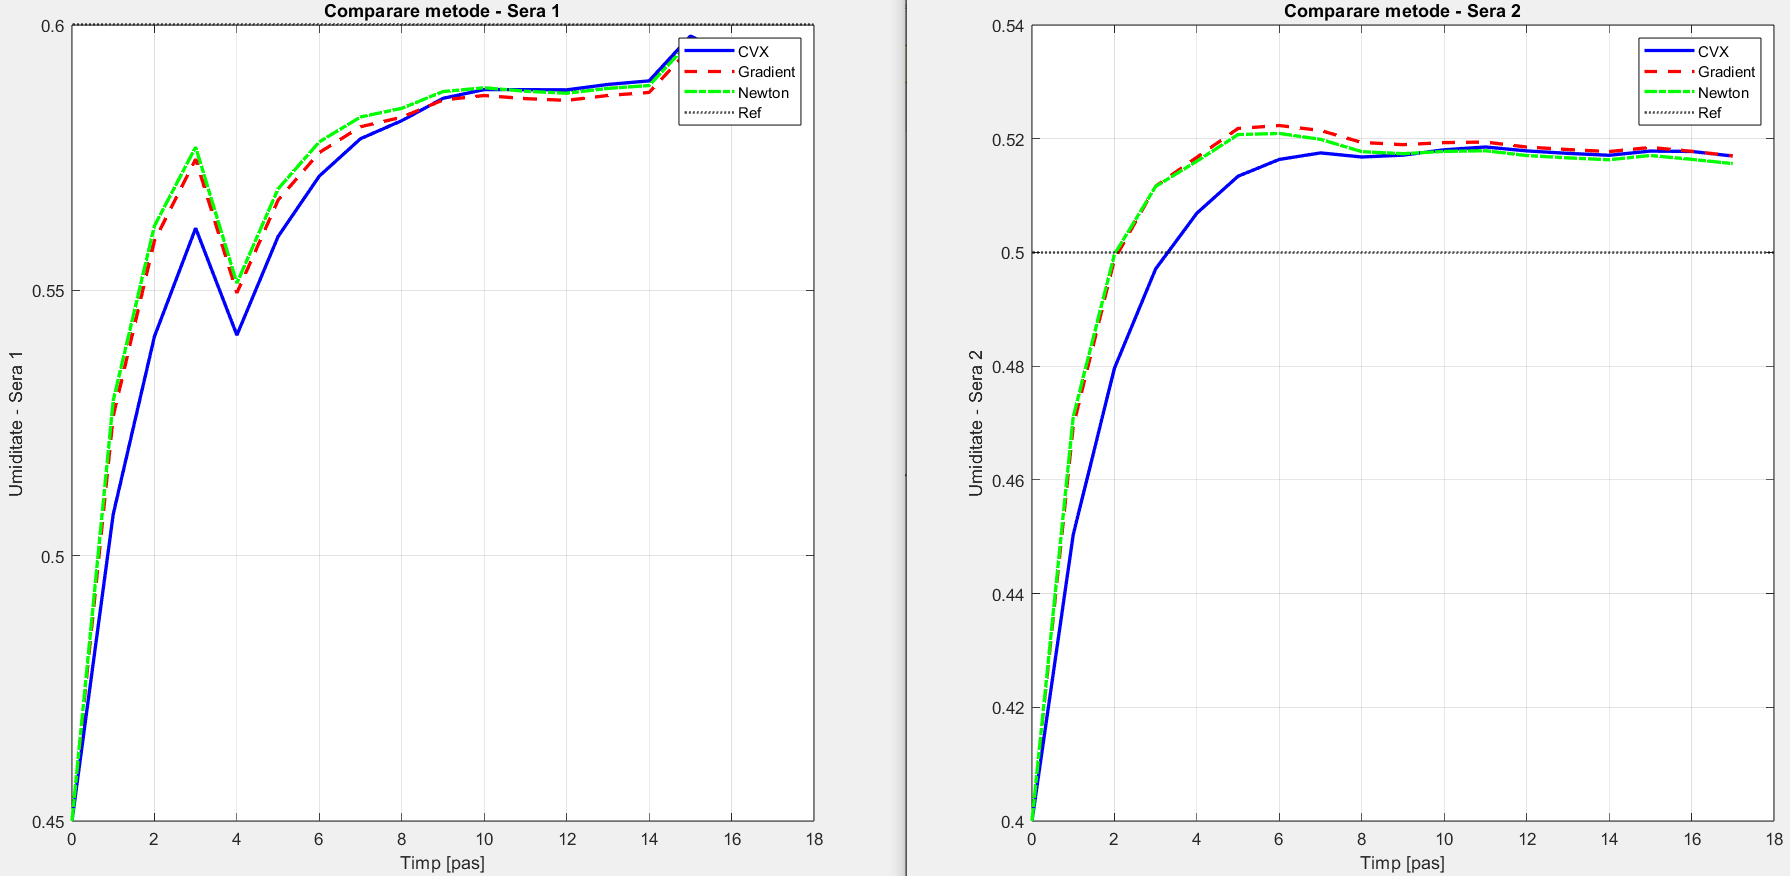 Comparare metode - Sera 1
0.6
0.55
0.5
0.45
Umiditate - Sera 1
0 2 4 6 8 10 12 14 16 18
Timp [pas]
CVX
Gradient
Newton
Ref
Comparare metode - Sera 2
0.54
0.52
0.5
0.48
0.46
0.44
0.42
0.4
Umiditate - Sera 2
0 2 4 6 8 10 12 14 16 18
Timp [pas]
CVX
Gradient
Newton
Ref